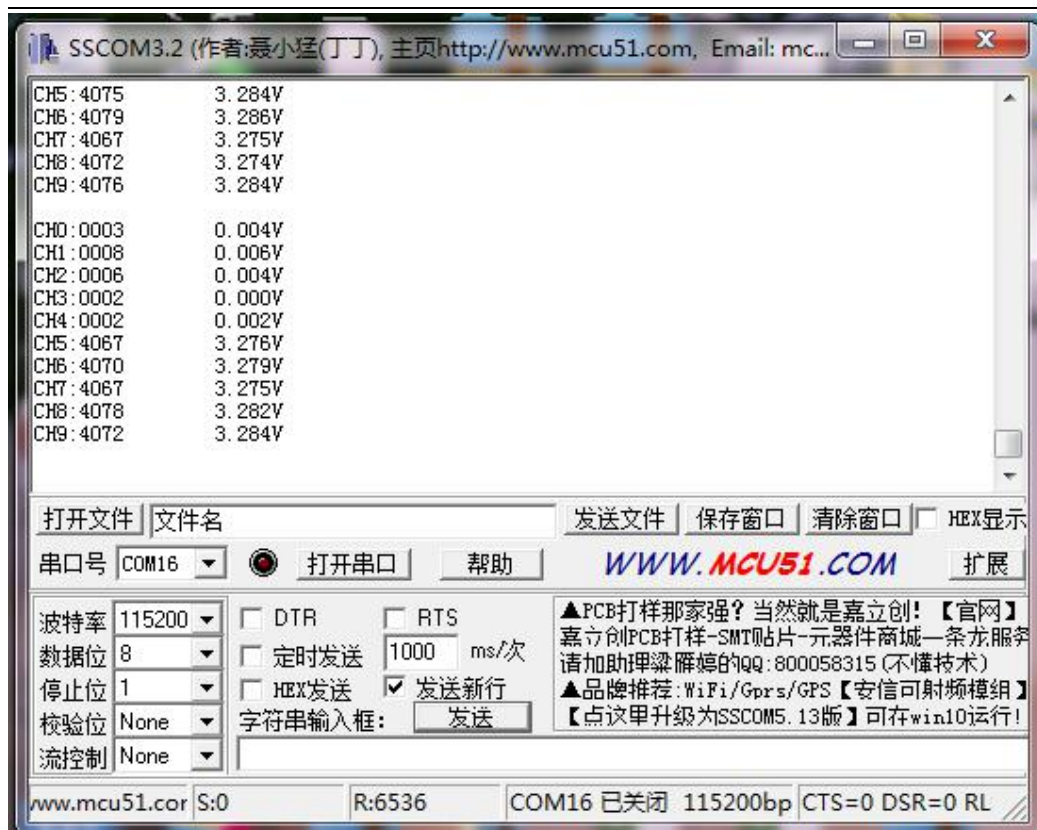 SSCOM3.2 (作者:聂小猛(丁丁), 主页http://www.mcu51.com, Email: mc...
CH5:4075 3.284V
CH6:4079 3.286V
CH7:4067 3.275V
CH8:4072 3.274V
CH9:4076 3.284V
CH0:0003 0.004V
CH1:0008 0.006V
CH2:0006 0.004V
CH3:0002 0.000V
CH4:0002 0.002V
CH5:4067 3.276V
CH6:4070 3.279V
CH7:4067 3.275V
CH8:4078 3.282V
CH9:4072 3.284V
打开文件 文件名 发送文件 保存窗口 清除窗口 HEX显示
串口号 COM16 打开串口 帮助 WWW.MCU51.COM 扩展
波特率 115200 DTR RTS
数据位 8 定时发送 1000 ms/次
停止位 1 HEX发送 发送新行
校验位 None 字符串输入框: 发送
流控制 None
▲PCB打样那家强?当然就是嘉立创!【官网】
嘉立创PCB打样-SMT贴片-元器件商城一条龙服务
请加助理梁雁婷的QQ:800058315(不懂技术)
▲品牌推荐:WiFi/Gprs/GPS【安信可射频模组】
【点这里升级为SSCOM5.13版】可在win10运行!
www.mcu51.cor S:0 R:6536 COM16 已关闭 115200bp CTS=0 DSR=0 RL